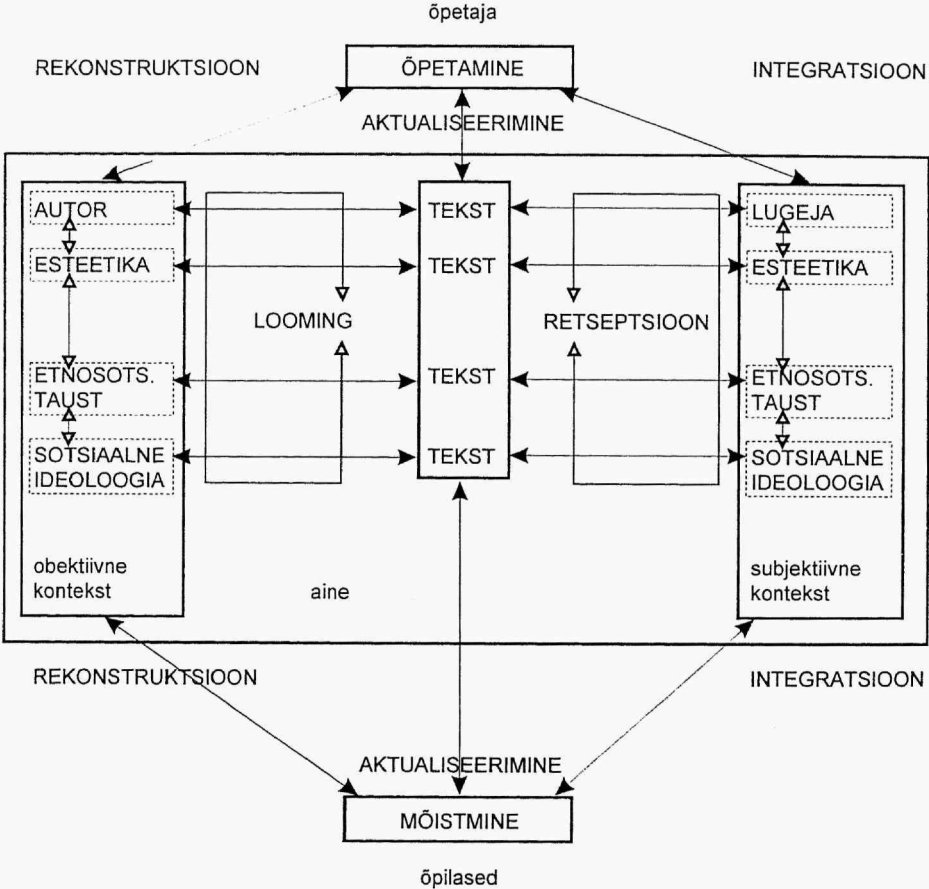 õpetaja
REKONSTRUKTSIOON
ÕPETAMINE
INTEGRATSIOON
AKTUALISEERIMINE
AUTOR
TEKST
LUGEJA
ESTEETIKA
TEKST
ESTEETIKA
LOOMING
RETSEPTSIOON
ETNOSOTS.
TAUST
TEKST
ETNOSOTS.
TAUST
SOTSIAALNE
IDEOLOOGIA
TEKST
SOTSIAALNE
IDEOLOOGIA
obektiivne
kontekst
aine
subjektiivne
kontekst
REKONSTRUKTSIOON
INTEGRATSIOON
AKTUALISEERIMINE
MÕISTMINE
õpilased